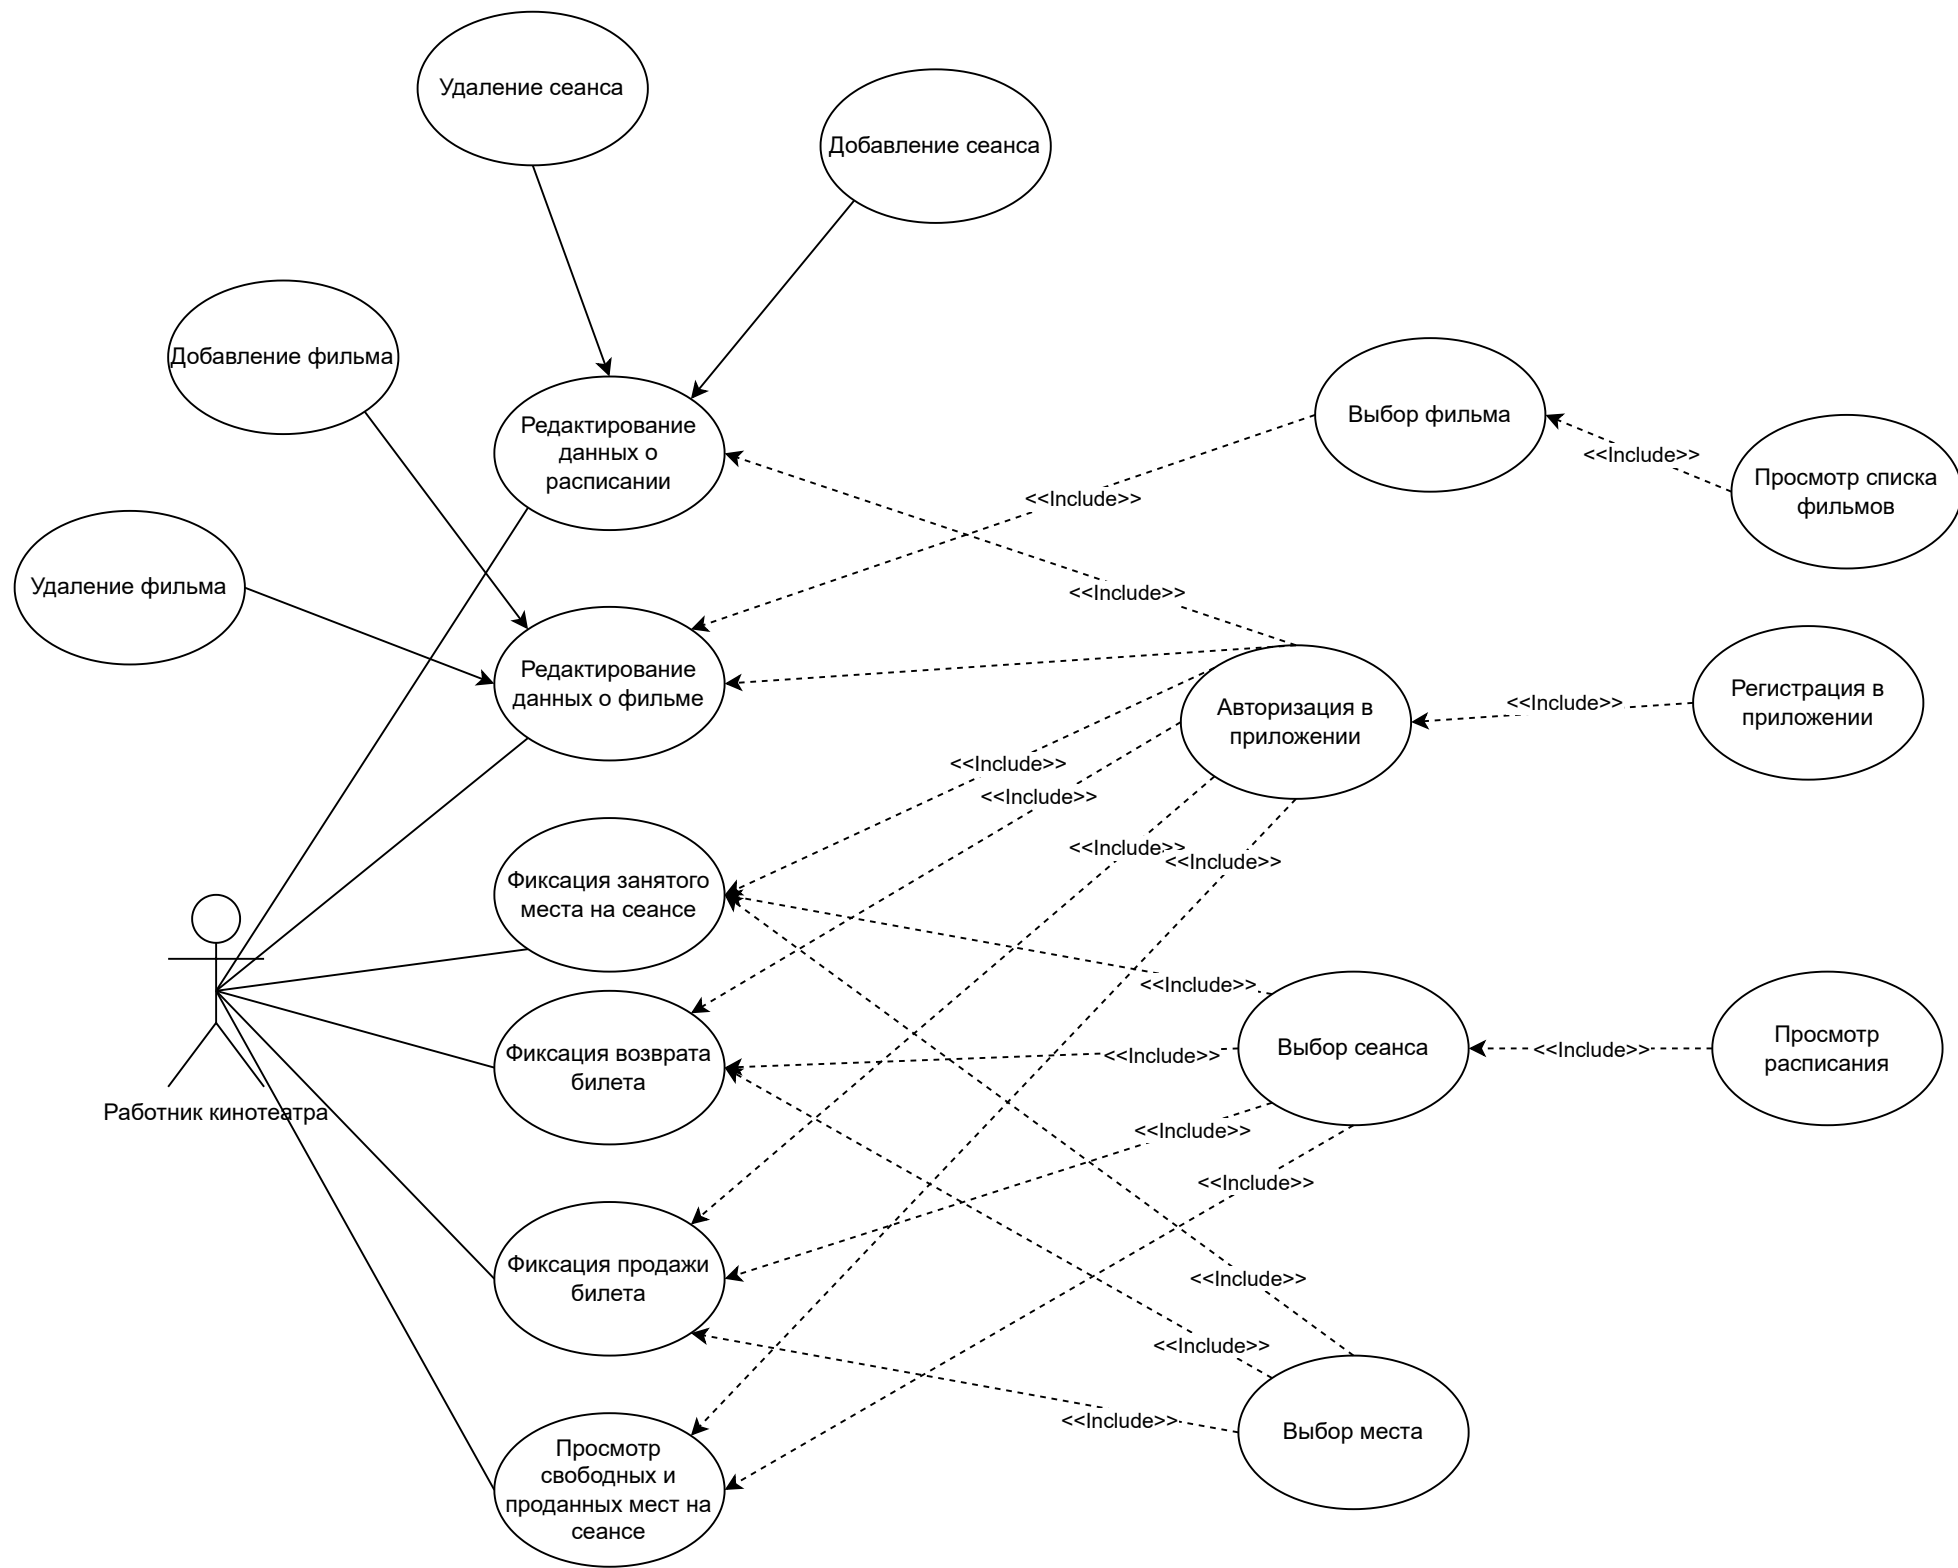 Удаление сеанса
Добавление сеанса
Добавление фильма
Редактирование
данных о
расписании
Выбор фильма
<<Include>>
Просмотр списка
фильмов
<<Include>>
Удаление фильма
<<Include>>
Редактирование
данных о фильме
Авторизация в
приложении
<<Include>>
Регистрация в
приложении
<<Include>>
<<Include>>
<<Include>>
<<Include>>
Фиксация занятого
места на сеансе
<<Include>>
Фиксация возврата
билета
<<Include>>
Выбор сеанса
<<Include>>
Просмотр
расписания
Работник кинотеатра
<<Include>>
<<Include>>
Фиксация продажи
билета
<<Include>>
<<Include>>
<<Include>>
Выбор места
Просмотр
свободных и
проданных мест на
сеансе